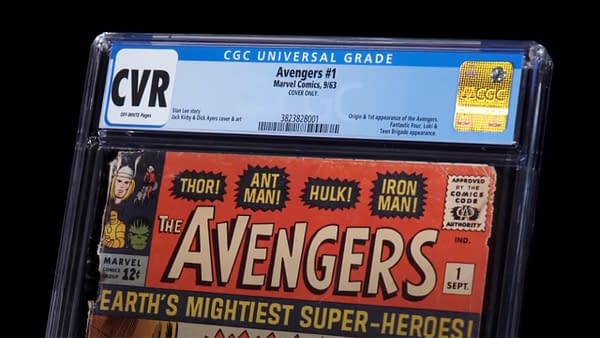 CGC UNIVERSAL GRADE
CVR
OFF-WHITE Pages
Avengers #1
Marvel Comics, 9/63
COVER ONLY.
Stan Lee story
Jack Kirby & Dick Ayers cover & art
3823828001
Origin & 1st appearance of the Avengers.
Fantastic Four, Loki &
Teen Brigade appearance.
CGC
THOR!
ANT
MAN!
HULK!
IRON
MAN!
APPROVED
BY THE
COMICS
CODE
CA
AUTHORITY
THE AVENGERS
IND.
MARVEL
COMICS
GROUP
12¢
1
SEPT.
EARTH'S MIGHTIEST SUPER-HEROES!